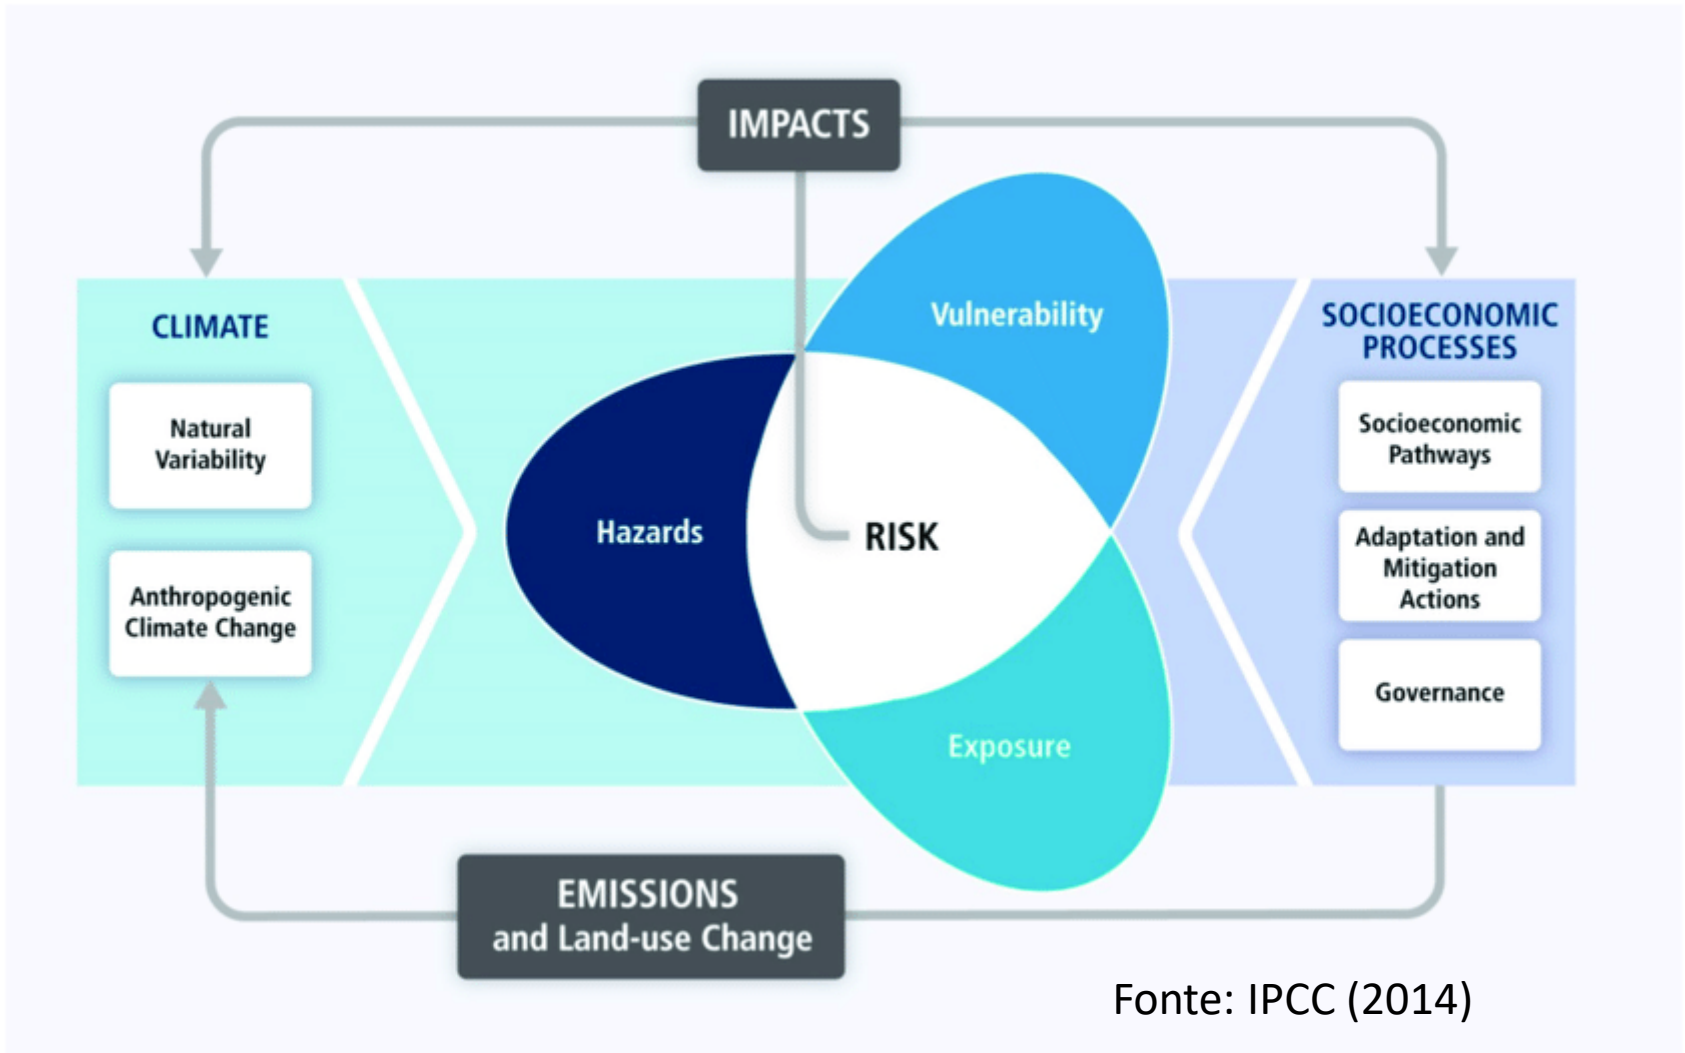 IMPACTS
CLIMATE
Natural
Variability
Anthropogenic
Climate Change
Vulnerability
Hazards
RISK
Exposure
SOCIOECONOMIC
PROCESSES
Socioeconomic
Pathways
Adaptation and
Mitigation
Actions
Governance
EMISSIONS
and Land-use Change
Fonte: IPCC (2014)